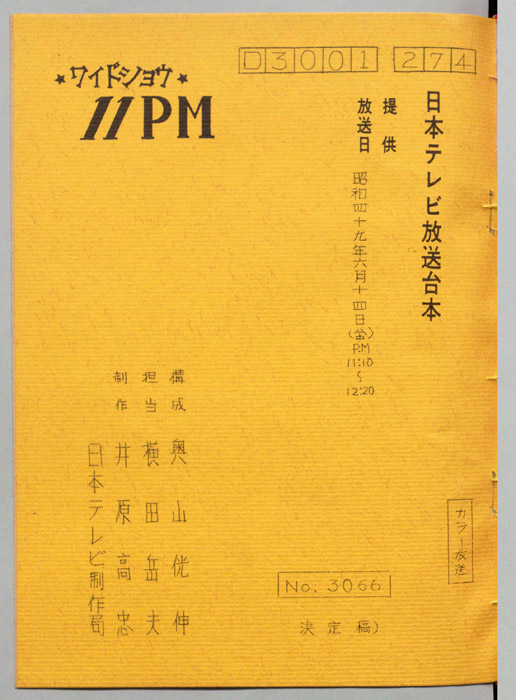 D3001 274
★ワイドショウ★
11PM
日本テレビ放送台本
提供
放送日 昭和四十九年六月十四日(金)
P.M
11:10
〜
12:20
構成 奥山侊伸
担当 横田岳夫
制作 井原高忠
日本テレビ制作局
カラー放送
No. 3066
決定稿)